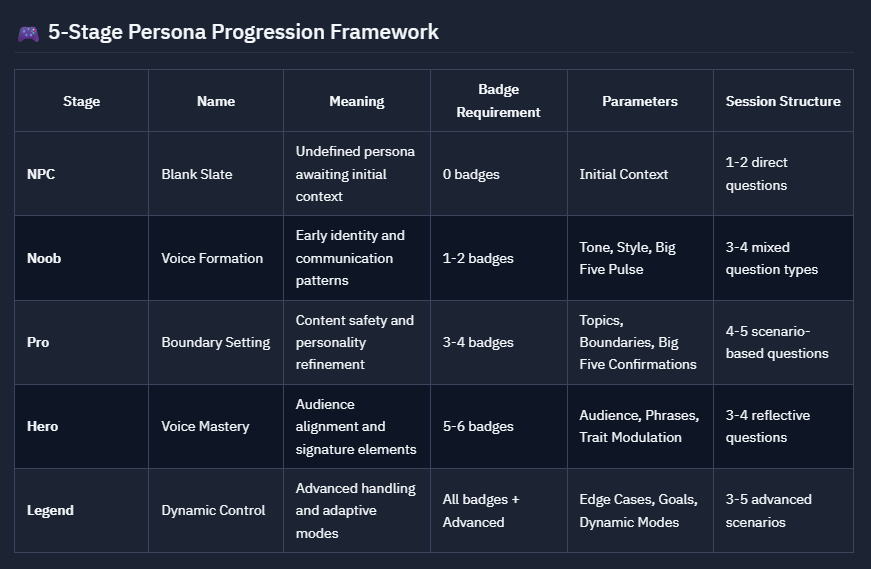 🎮 5-Stage Persona Progression Framework
Stage
Name
Meaning
Badge
Requirement
Parameters
Session Structure
NPC
Blank Slate
Undefined persona
awaiting initial
context
0 badges
Initial Context
1-2 direct
questions
Noob
Voice Formation
Early identity and
communication
patterns
1-2 badges
Tone, Style, Big
Five Pulse
3-4 mixed
question types
Pro
Boundary Setting
Content safety and
personality
refinement
3-4 badges
Topics,
Boundaries, Big
Five Confirmations
4-5 scenario-
based questions
Hero
Voice Mastery
Audience
alignment and
signature elements
5-6 badges
Audience, Phrases,
Trait Modulation
3-4 reflective
questions
Legend
Dynamic Control
Advanced handling
and adaptive
modes
All badges +
Advanced
Edge Cases, Goals,
Dynamic Modes
3-5 advanced
scenarios